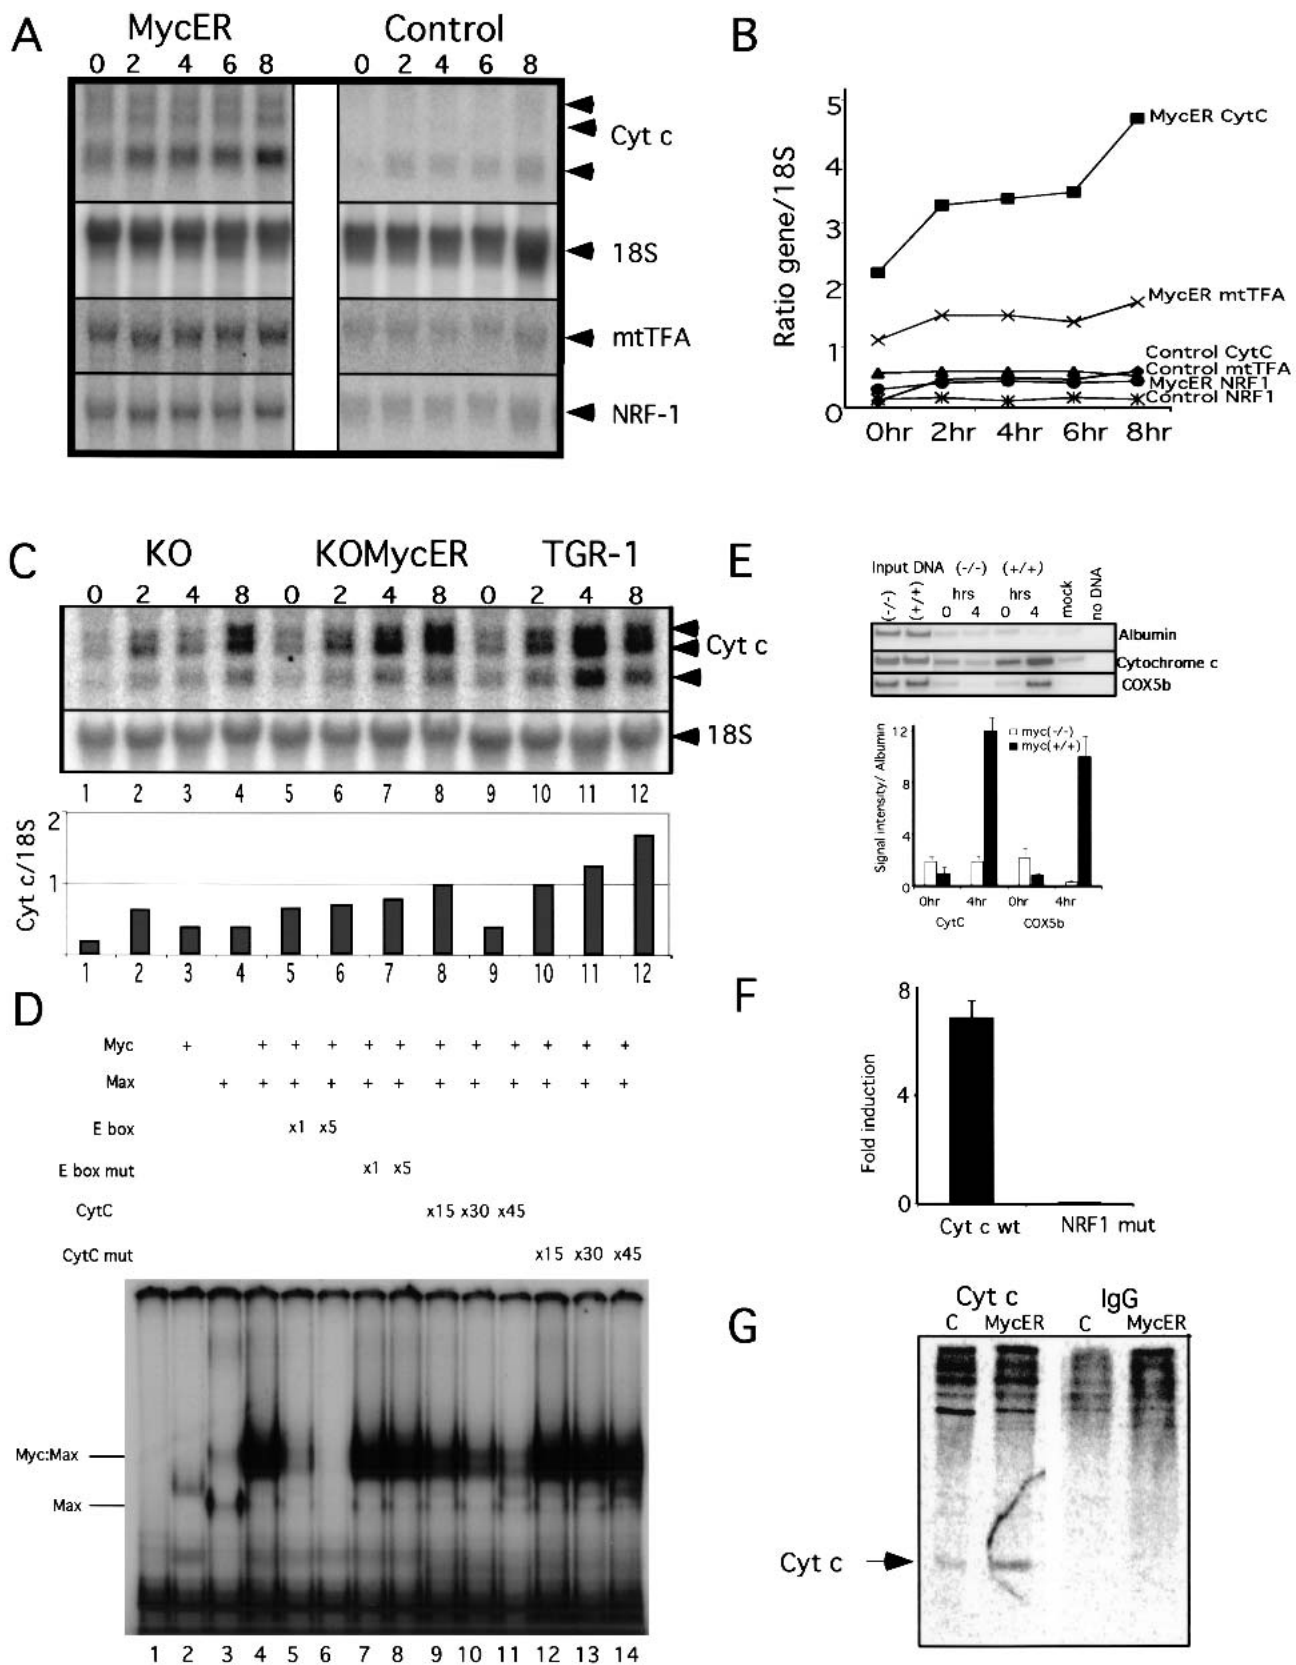 A
MycER
Control
0 2 4 6 8
0 2 4 6 8
Cyt c
18S
mtTFA
NRF-1
B
Ratio gene/18S
5
4
3
2
1
0
MycER CytC
MycER mtTFA
Control CytC
Control mtTFA
MycER NRF1
Control NRF1
0hr 2hr 4hr 6hr 8hr
C
KO
KOMycER
TGR-1
0 2 4 8 0 2 4 8 0 2 4 8
Cyt c
18S
1 2 3 4 5 6 7 8 9 10 11 12
Cyt c/18S
2
1
1 2 3 4 5 6 7 8 9 10 11 12
D
Myc + + + + + + + + + + + +
Max + + + + + + + + + + + +
E box x1 x5
E box mut x1 x5
CytC x15 x30 x45
CytC mut x15 x30 x45
Myc:Max
Max
1 2 3 4 5 6 7 8 9 10 11 12 13 14
E
Input DNA (-/-) (+/+)
hrs hrs
(-/-) (+/+) 0 4 0 4 mock no DNA
Albumin
Cytochrome c
COX5b
Signal intensity/ Albumin
12
8
4
0
myc(-/-)
myc(+/+)
0hr 4hr 0hr 4hr
CytC COX5b
F
Fold induction
8
4
0
Cyt c wt NRF1 mut
G
Cyt c IgG
C MycER C MycER
Cyt c